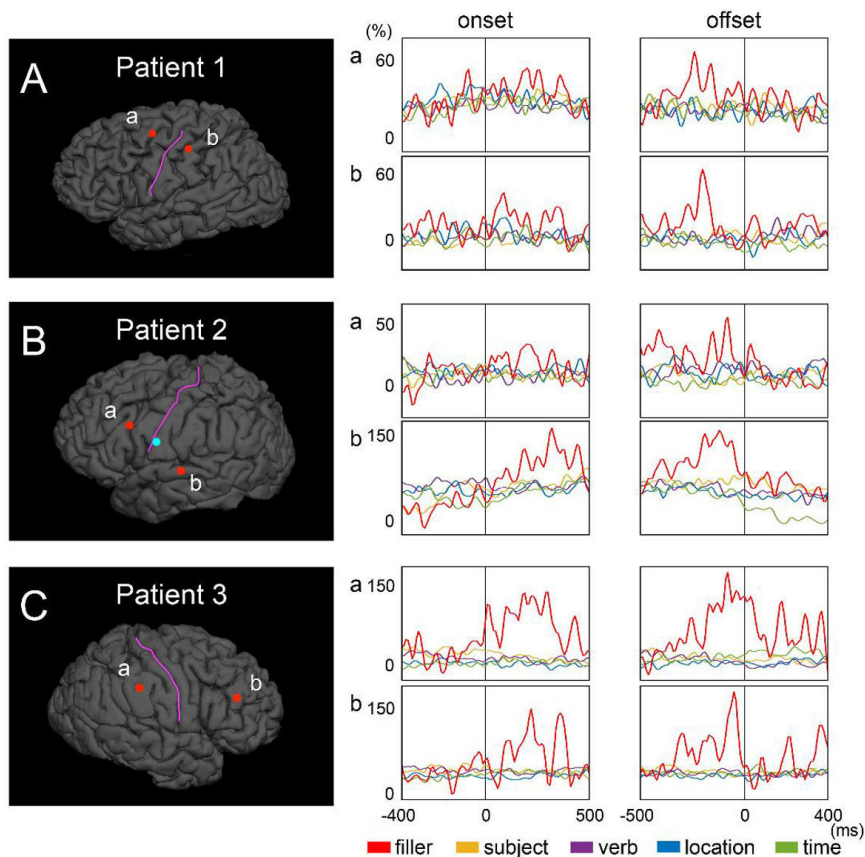 onset offset
(%)
A Patient 1
a b
a 60 0
b 60 0
B Patient 2
a b
a 50 0
b 150 0
C Patient 3
a b
a 150 0
b 150 0
-400 0 500 -500 0 400 (ms)
filler subject verb location time